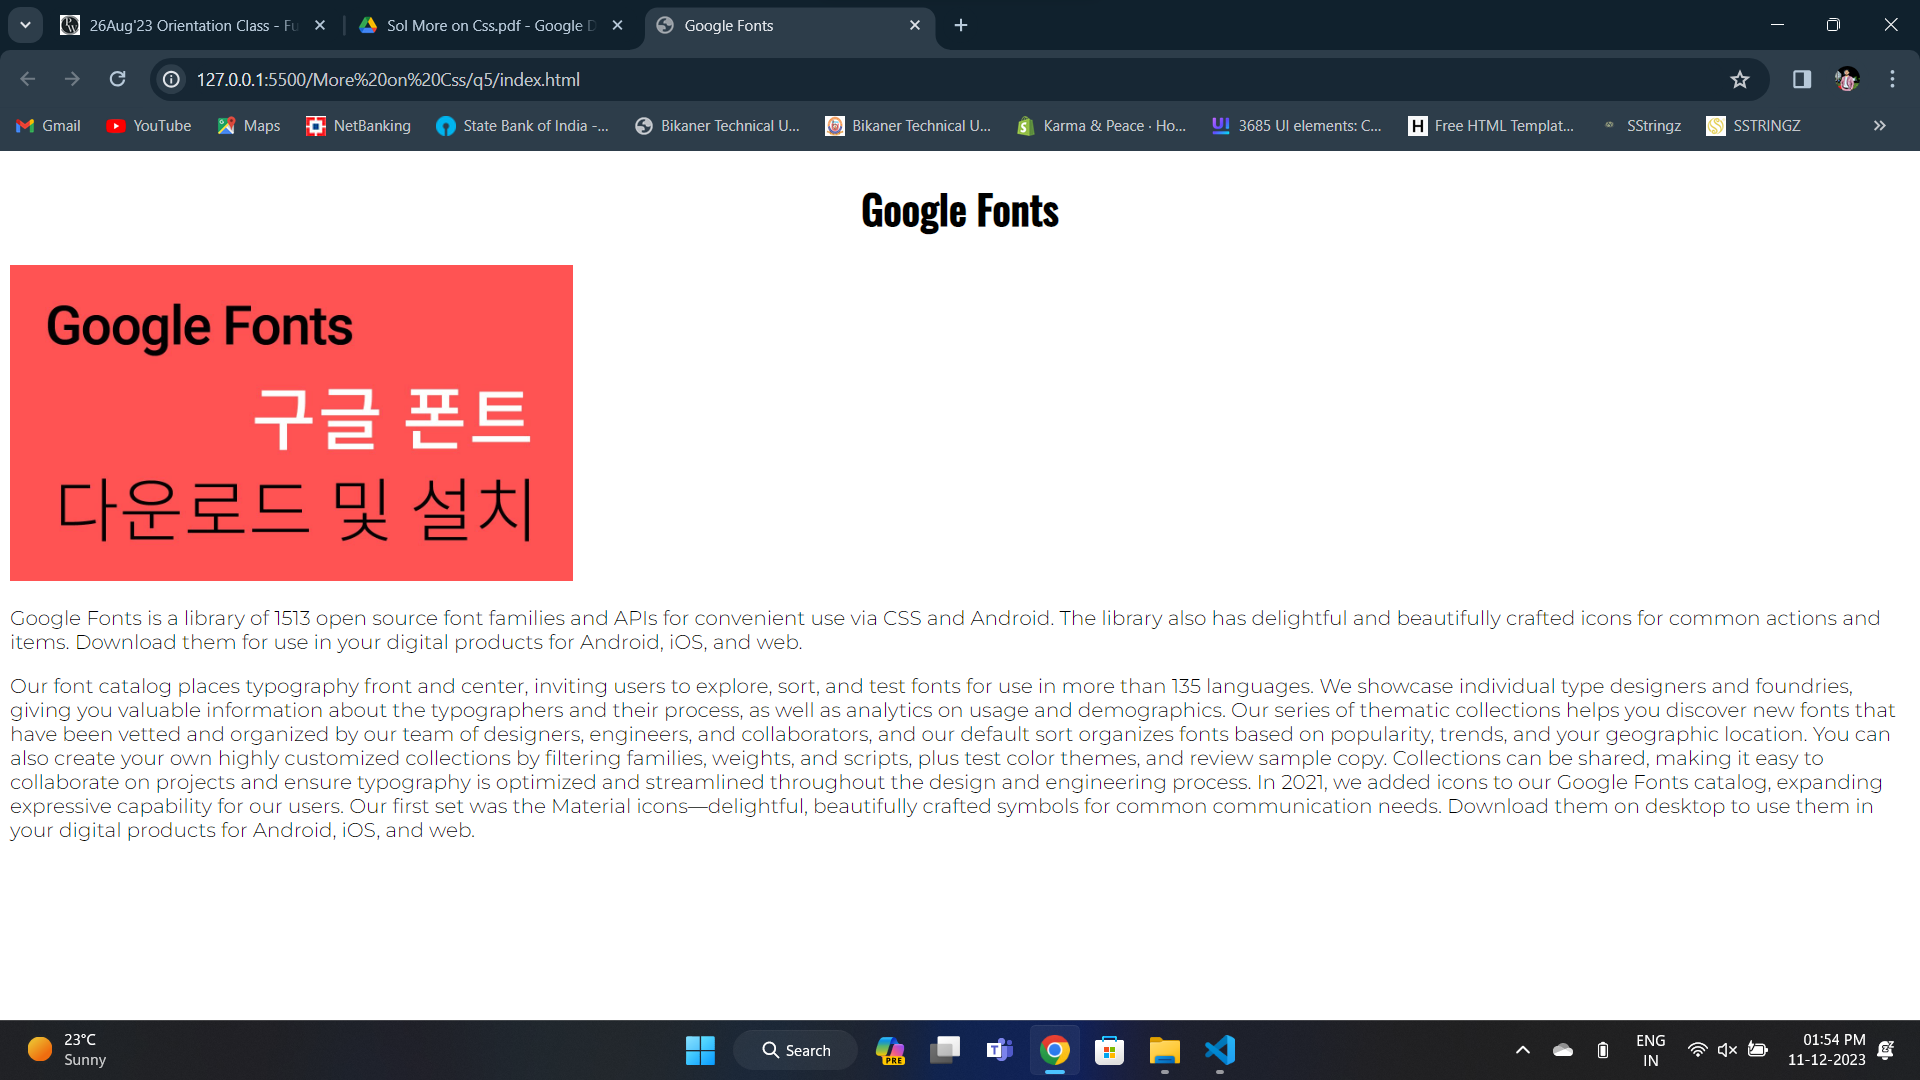 26Aug'23 Orientation Class - Fu
Sol More on Css.pdf - Google D
Google Fonts
127.0.0.1:5500/More%20on%20Css/q5/index.html
Gmail
YouTube
Maps
NetBanking
State Bank of India -...
Bikaner Technical U...
Bikaner Technical U...
Karma & Peace · Ho...
3685 UI elements: C...
Free HTML Templat...
SStringz
SSTRINGZ
Google Fonts
Google Fonts
구글 폰트
다운로드 및 설치
Google Fonts is a library of 1513 open source font families and APIs for convenient use via CSS and Android. The library also has delightful and beautifully crafted icons for common actions and
items. Download them for use in your digital products for Android, iOS, and web.
Our font catalog places typography front and center, inviting users to explore, sort, and test fonts for use in more than 135 languages. We showcase individual type designers and foundries,
giving you valuable information about the typographers and their process, as well as analytics on usage and demographics. Our series of thematic collections helps you discover new fonts that
have been vetted and organized by our team of designers, engineers, and collaborators, and our default sort organizes fonts based on popularity, trends, and your geographic location. You can
also create your own highly customized collections by filtering families, weights, and scripts, plus test color themes, and review sample copy. Collections can be shared, making it easy to
collaborate on projects and ensure typography is optimized and streamlined throughout the design and engineering process. In 2021, we added icons to our Google Fonts catalog, expanding
expressive capability for our users. Our first set was the Material icons—delightful, beautifully crafted symbols for common communication needs. Download them on desktop to use them in
your digital products for Android, iOS, and web.
23°C
Sunny
Search
PRE
ENG
IN
01:54 PM
11-12-2023